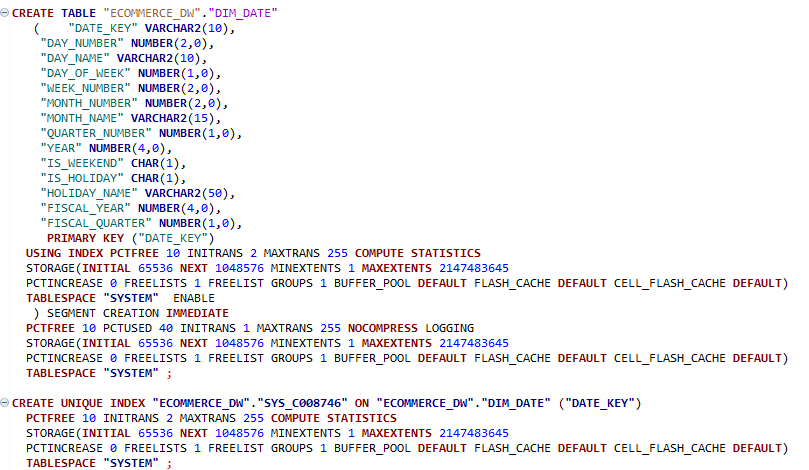 CREATE TABLE "ECOMMERCE_DW"."DIM_DATE"
( "DATE_KEY" VARCHAR2(10),
"DAY_NUMBER" NUMBER(2,0),
"DAY_NAME" VARCHAR2(10),
"DAY_OF_WEEK" NUMBER(1,0),
"WEEK_NUMBER" NUMBER(2,0),
"MONTH_NUMBER" NUMBER(2,0),
"MONTH_NAME" VARCHAR2(15),
"QUARTER_NUMBER" NUMBER(1,0),
"YEAR" NUMBER(4,0),
"IS_WEEKEND" CHAR(1),
"IS_HOLIDAY" CHAR(1),
"HOLIDAY_NAME" VARCHAR2(50),
"FISCAL_YEAR" NUMBER(4,0),
"FISCAL_QUARTER" NUMBER(1,0),
PRIMARY KEY ("DATE_KEY")
USING INDEX PCTFREE 10 INITRANS 2 MAXTRANS 255 COMPUTE STATISTICS
STORAGE(INITIAL 65536 NEXT 1048576 MINEXTENTS 1 MAXEXTENTS 2147483645
PCTINCREASE 0 FREELISTS 1 FREELIST GROUPS 1 BUFFER_POOL DEFAULT FLASH_CACHE DEFAULT CELL_FLASH_CACHE DEFAULT)
TABLESPACE "SYSTEM" ENABLE
) SEGMENT CREATION IMMEDIATE
PCTFREE 10 PCTUSED 40 INITRANS 1 MAXTRANS 255 NOCOMPRESS LOGGING
STORAGE(INITIAL 65536 NEXT 1048576 MINEXTENTS 1 MAXEXTENTS 2147483645
PCTINCREASE 0 FREELISTS 1 FREELIST GROUPS 1 BUFFER_POOL DEFAULT FLASH_CACHE DEFAULT CELL_FLASH_CACHE DEFAULT)
TABLESPACE "SYSTEM" ;
CREATE UNIQUE INDEX "ECOMMERCE_DW"."SYS_C008746" ON "ECOMMERCE_DW"."DIM_DATE" ("DATE_KEY")
PCTFREE 10 INITRANS 2 MAXTRANS 255 COMPUTE STATISTICS
STORAGE(INITIAL 65536 NEXT 1048576 MINEXTENTS 1 MAXEXTENTS 2147483645
PCTINCREASE 0 FREELISTS 1 FREELIST GROUPS 1 BUFFER_POOL DEFAULT FLASH_CACHE DEFAULT CELL_FLASH_CACHE DEFAULT)
TABLESPACE "SYSTEM" ;